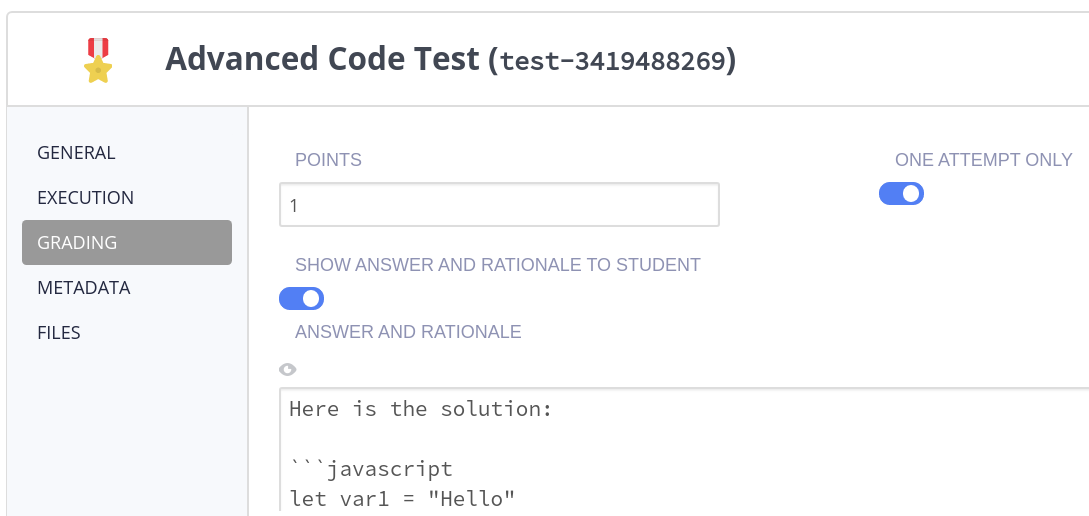 Advanced Code Test (test-3419488269)
GENERAL
EXECUTION
GRADING
METADATA
FILES
POINTS
ONE ATTEMPT ONLY
1
SHOW ANSWER AND RATIONALE TO STUDENT
ANSWER AND RATIONALE
Here is the solution:
```javascript
let var1 = "Hello"